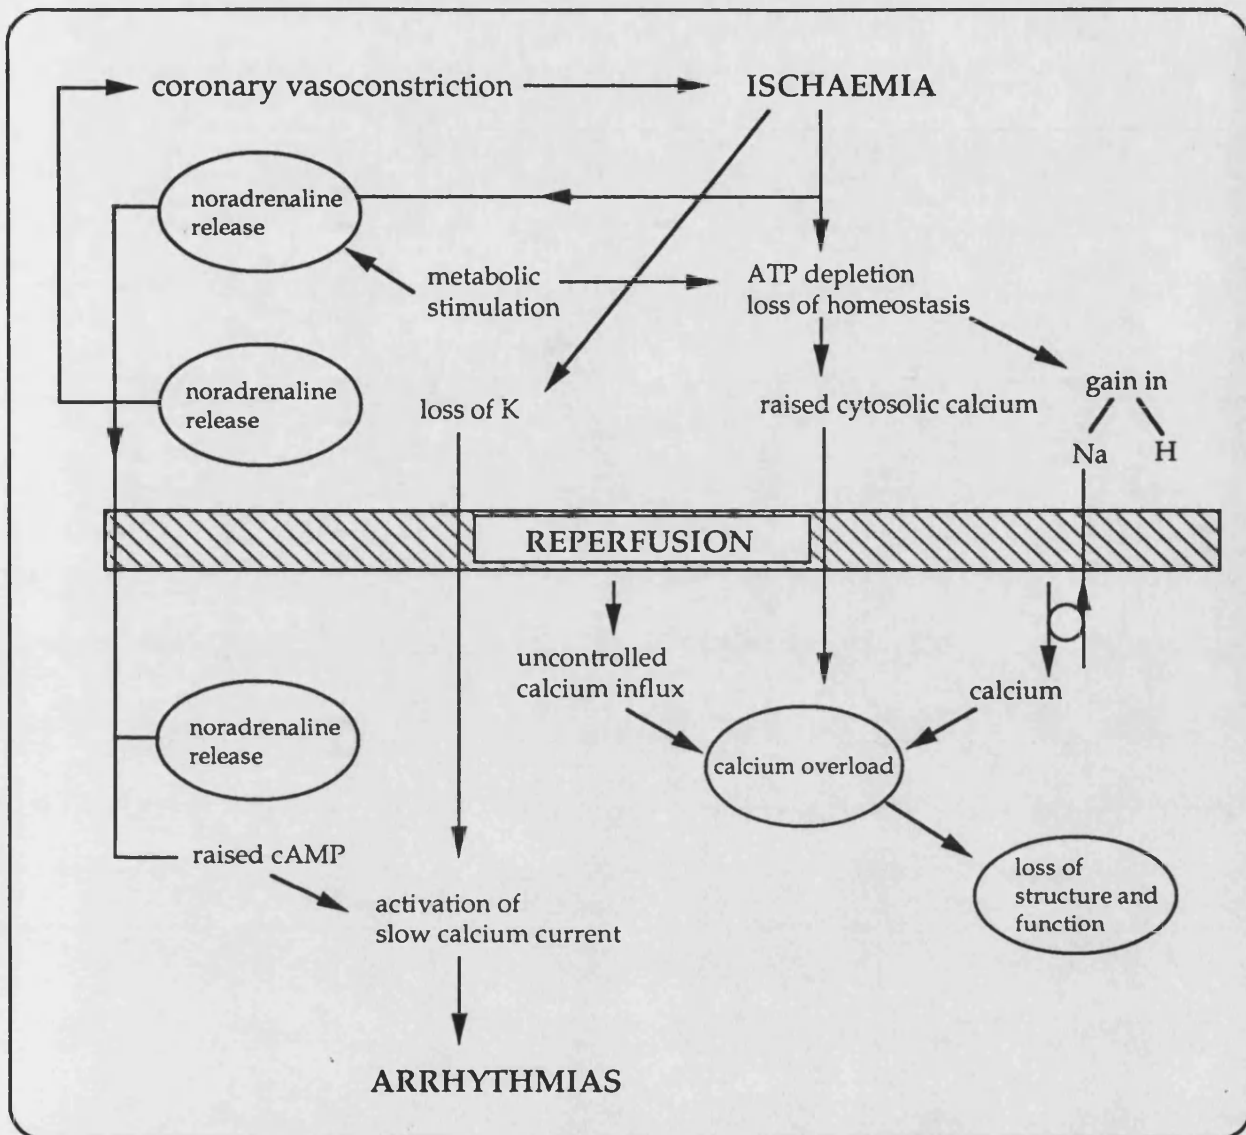 coronary vasoconstriction
ISCHAEMIA
noradrenaline
release
metabolic
stimulation
ATP depletion
loss of homeostasis
noradrenaline
release
loss of K
raised cytosolic calcium
gain in
Na
H
REPERFUSION
uncontrolled
calcium influx
calcium
noradrenaline
release
calcium overload
raised cAMP
activation of
slow calcium current
loss of
structure and
function
ARRHYTHMIAS